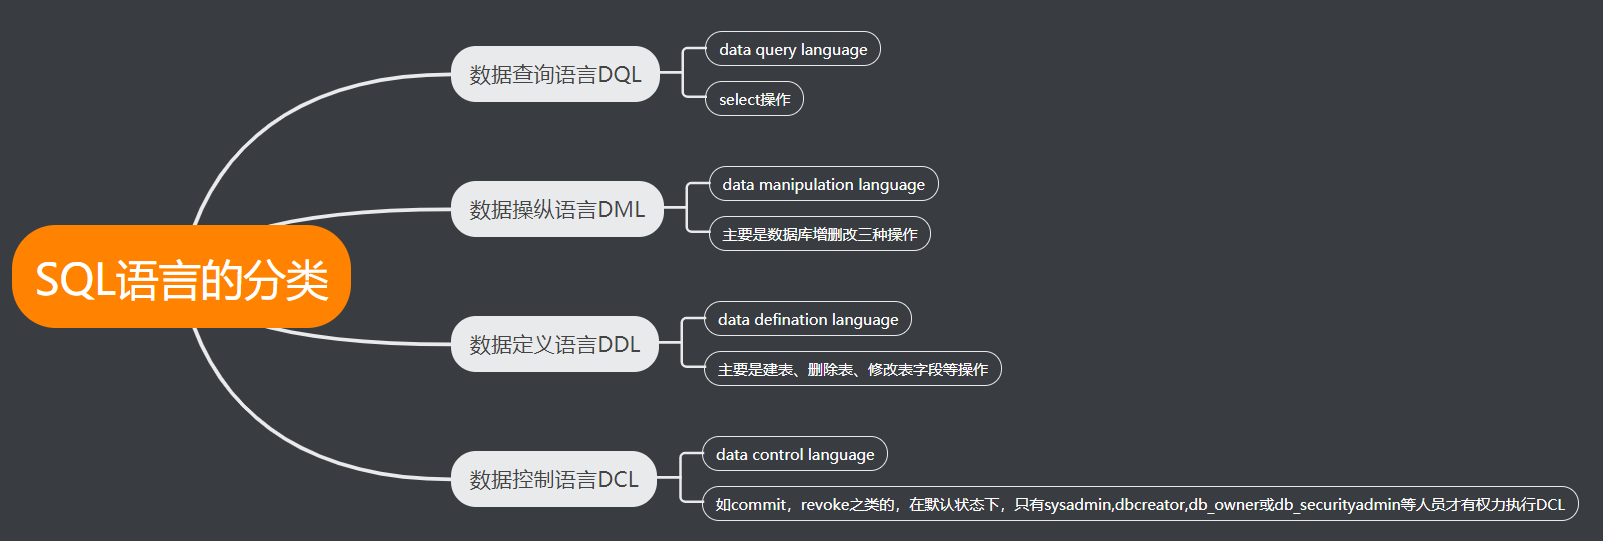 SQL语言的分类
数据查询语言DQL
data query language
select操作
数据操纵语言DML
data manipulation language
主要是数据库增删改三种操作
数据定义语言DDL
data defination language
主要是建表、删除表、修改表字段等操作
数据控制语言DCL
data control language
如commit，revoke之类的，在默认状态下，只有sysadmin,dbcreator,db_owner或db_securityadmin等人员才有权力执行DCL